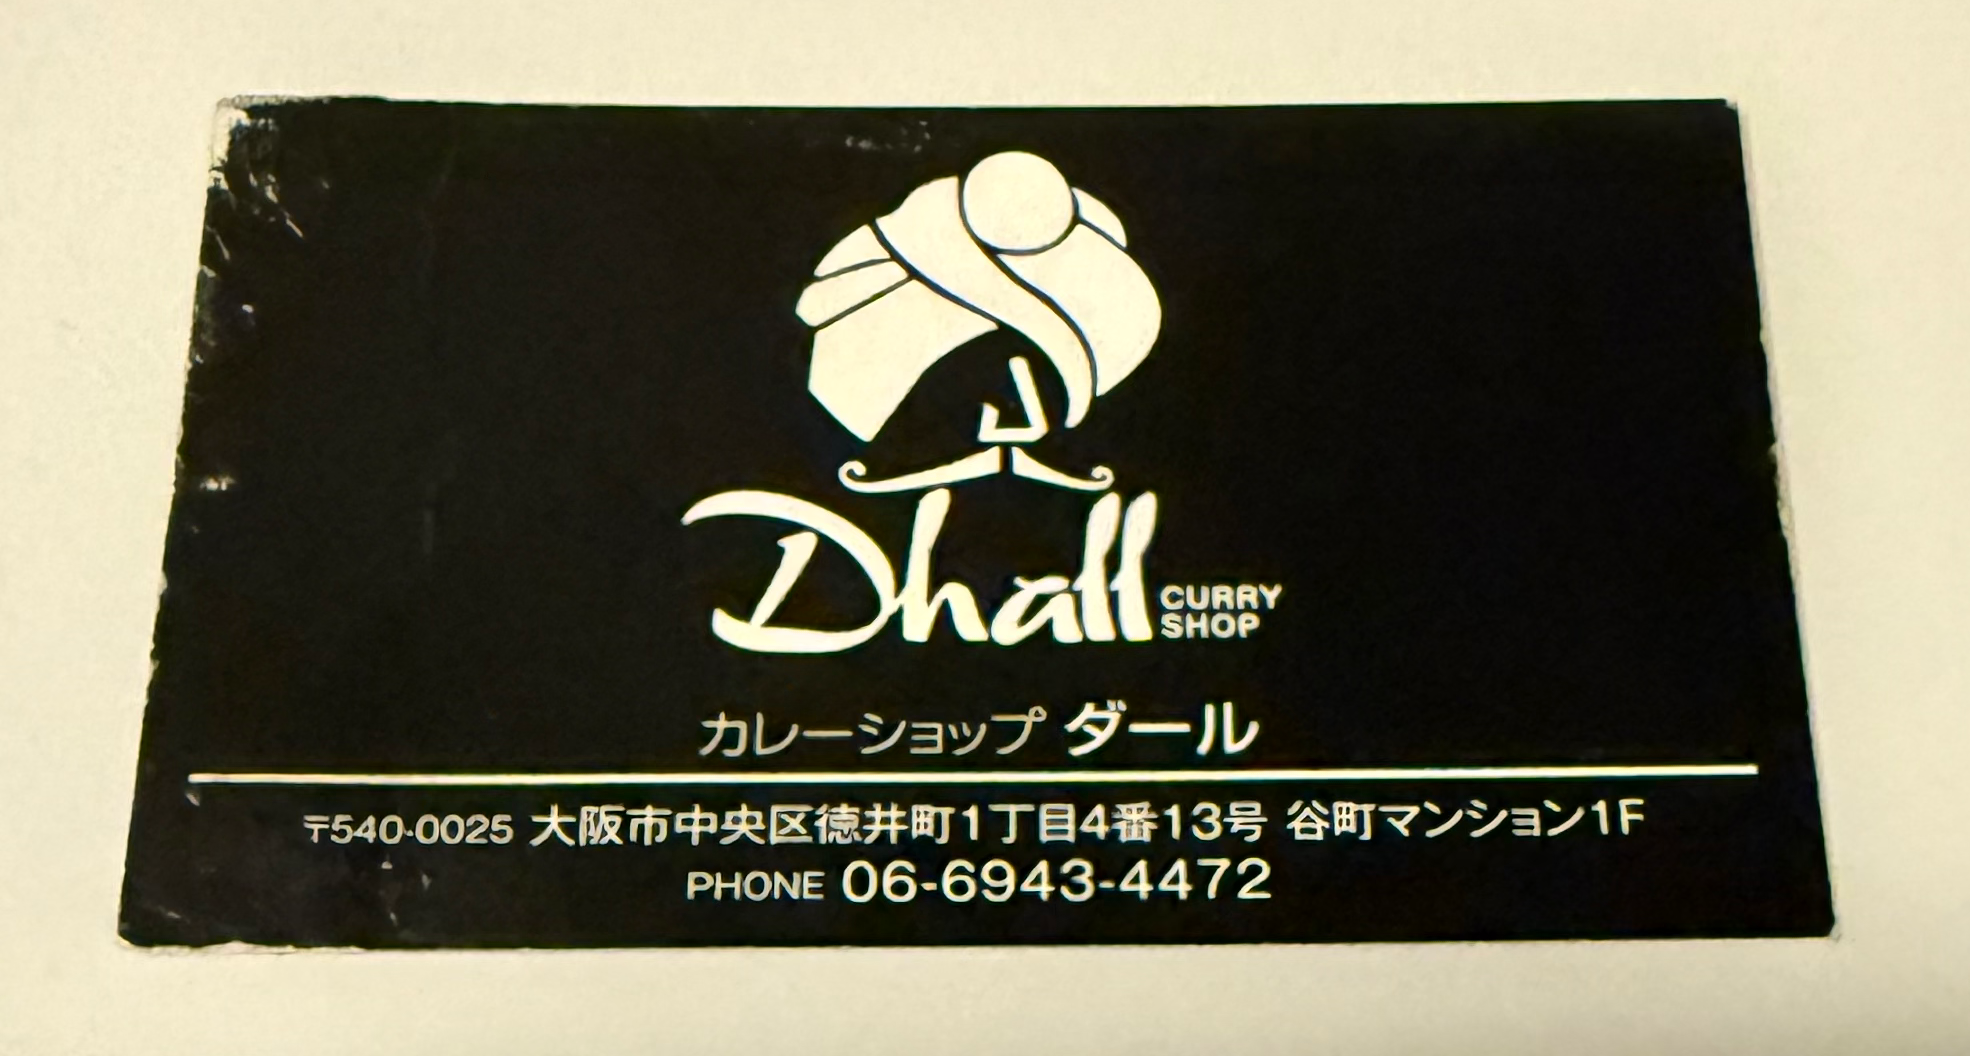 Dhall CURRY
SHOP
カレーショップ ダール
〒540-0025 大阪市中央区徳井町1丁目4番13号 谷町マンション1F
PHONE 06-6943-4472